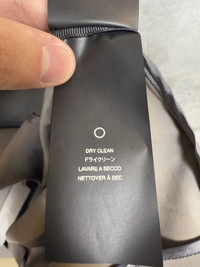 DRY CLEAN
ドライクリーン
LAVARE A SECCO
NETTOYER À SEC